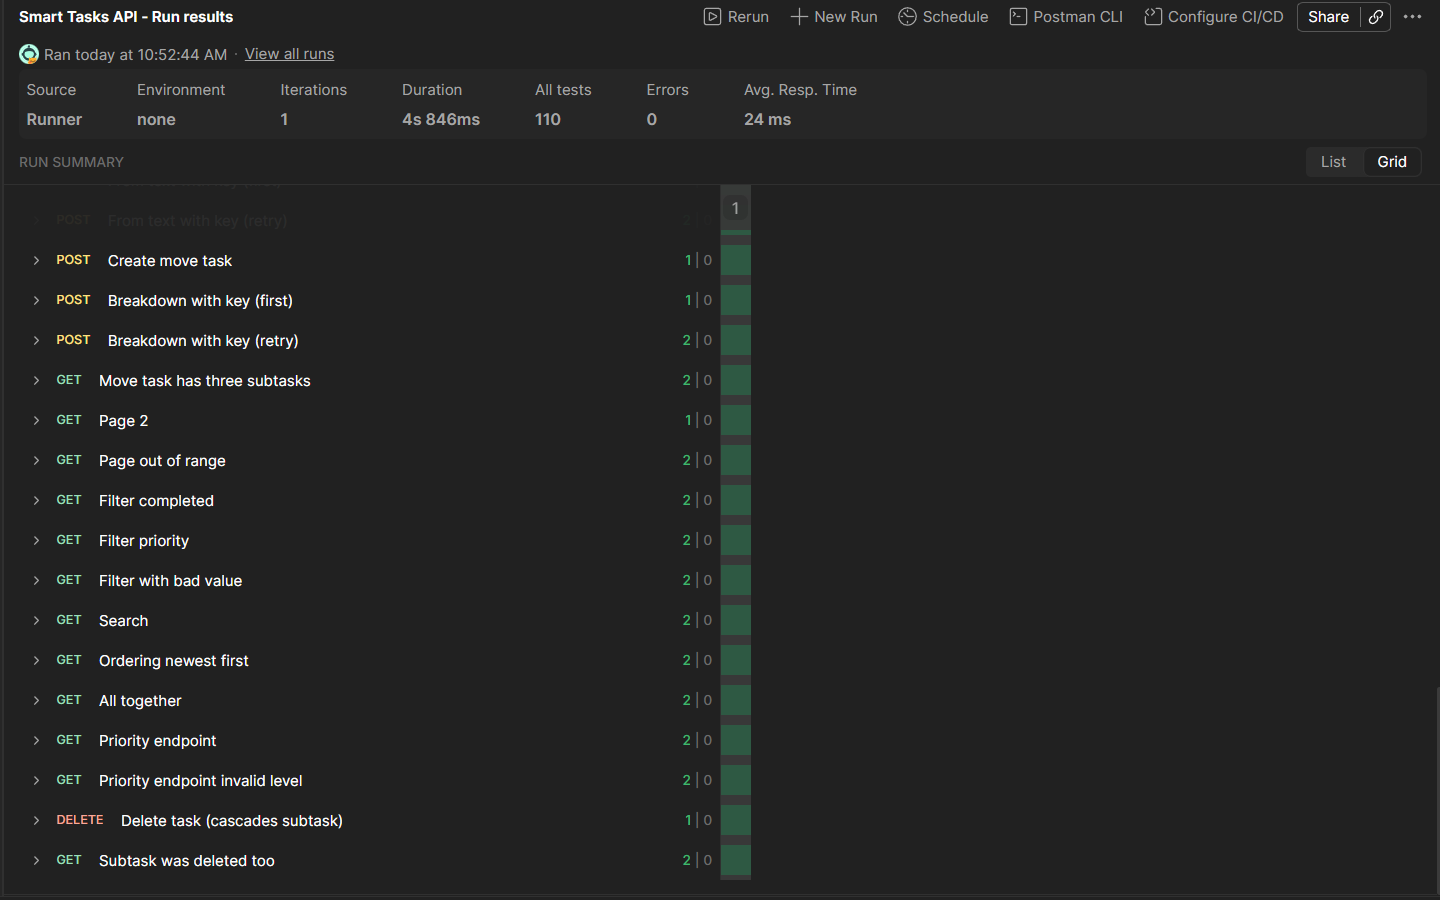 Smart Tasks API - Run results
Rerun
New Run
Schedule
Postman CLI
Configure CI/CD
Share
Ran today at 10:52:44 AM · View all runs
Source Environment Iterations Duration All tests Errors Avg. Resp. Time
Runner none 1 4s 846ms 110 0 24 ms
RUN SUMMARY
List Grid
1
POST From text with key (retry)
POST Create move task 1 | 0
POST Breakdown with key (first) 1 | 0
POST Breakdown with key (retry) 2 | 0
GET Move task has three subtasks 2 | 0
GET Page 2 1 | 0
GET Page out of range 2 | 0
GET Filter completed 2 | 0
GET Filter priority 2 | 0
GET Filter with bad value 2 | 0
GET Search 2 | 0
GET Ordering newest first 2 | 0
GET All together 2 | 0
GET Priority endpoint 2 | 0
GET Priority endpoint invalid level 2 | 0
DELETE Delete task (cascades subtask) 1 | 0
GET Subtask was deleted too 2 | 0